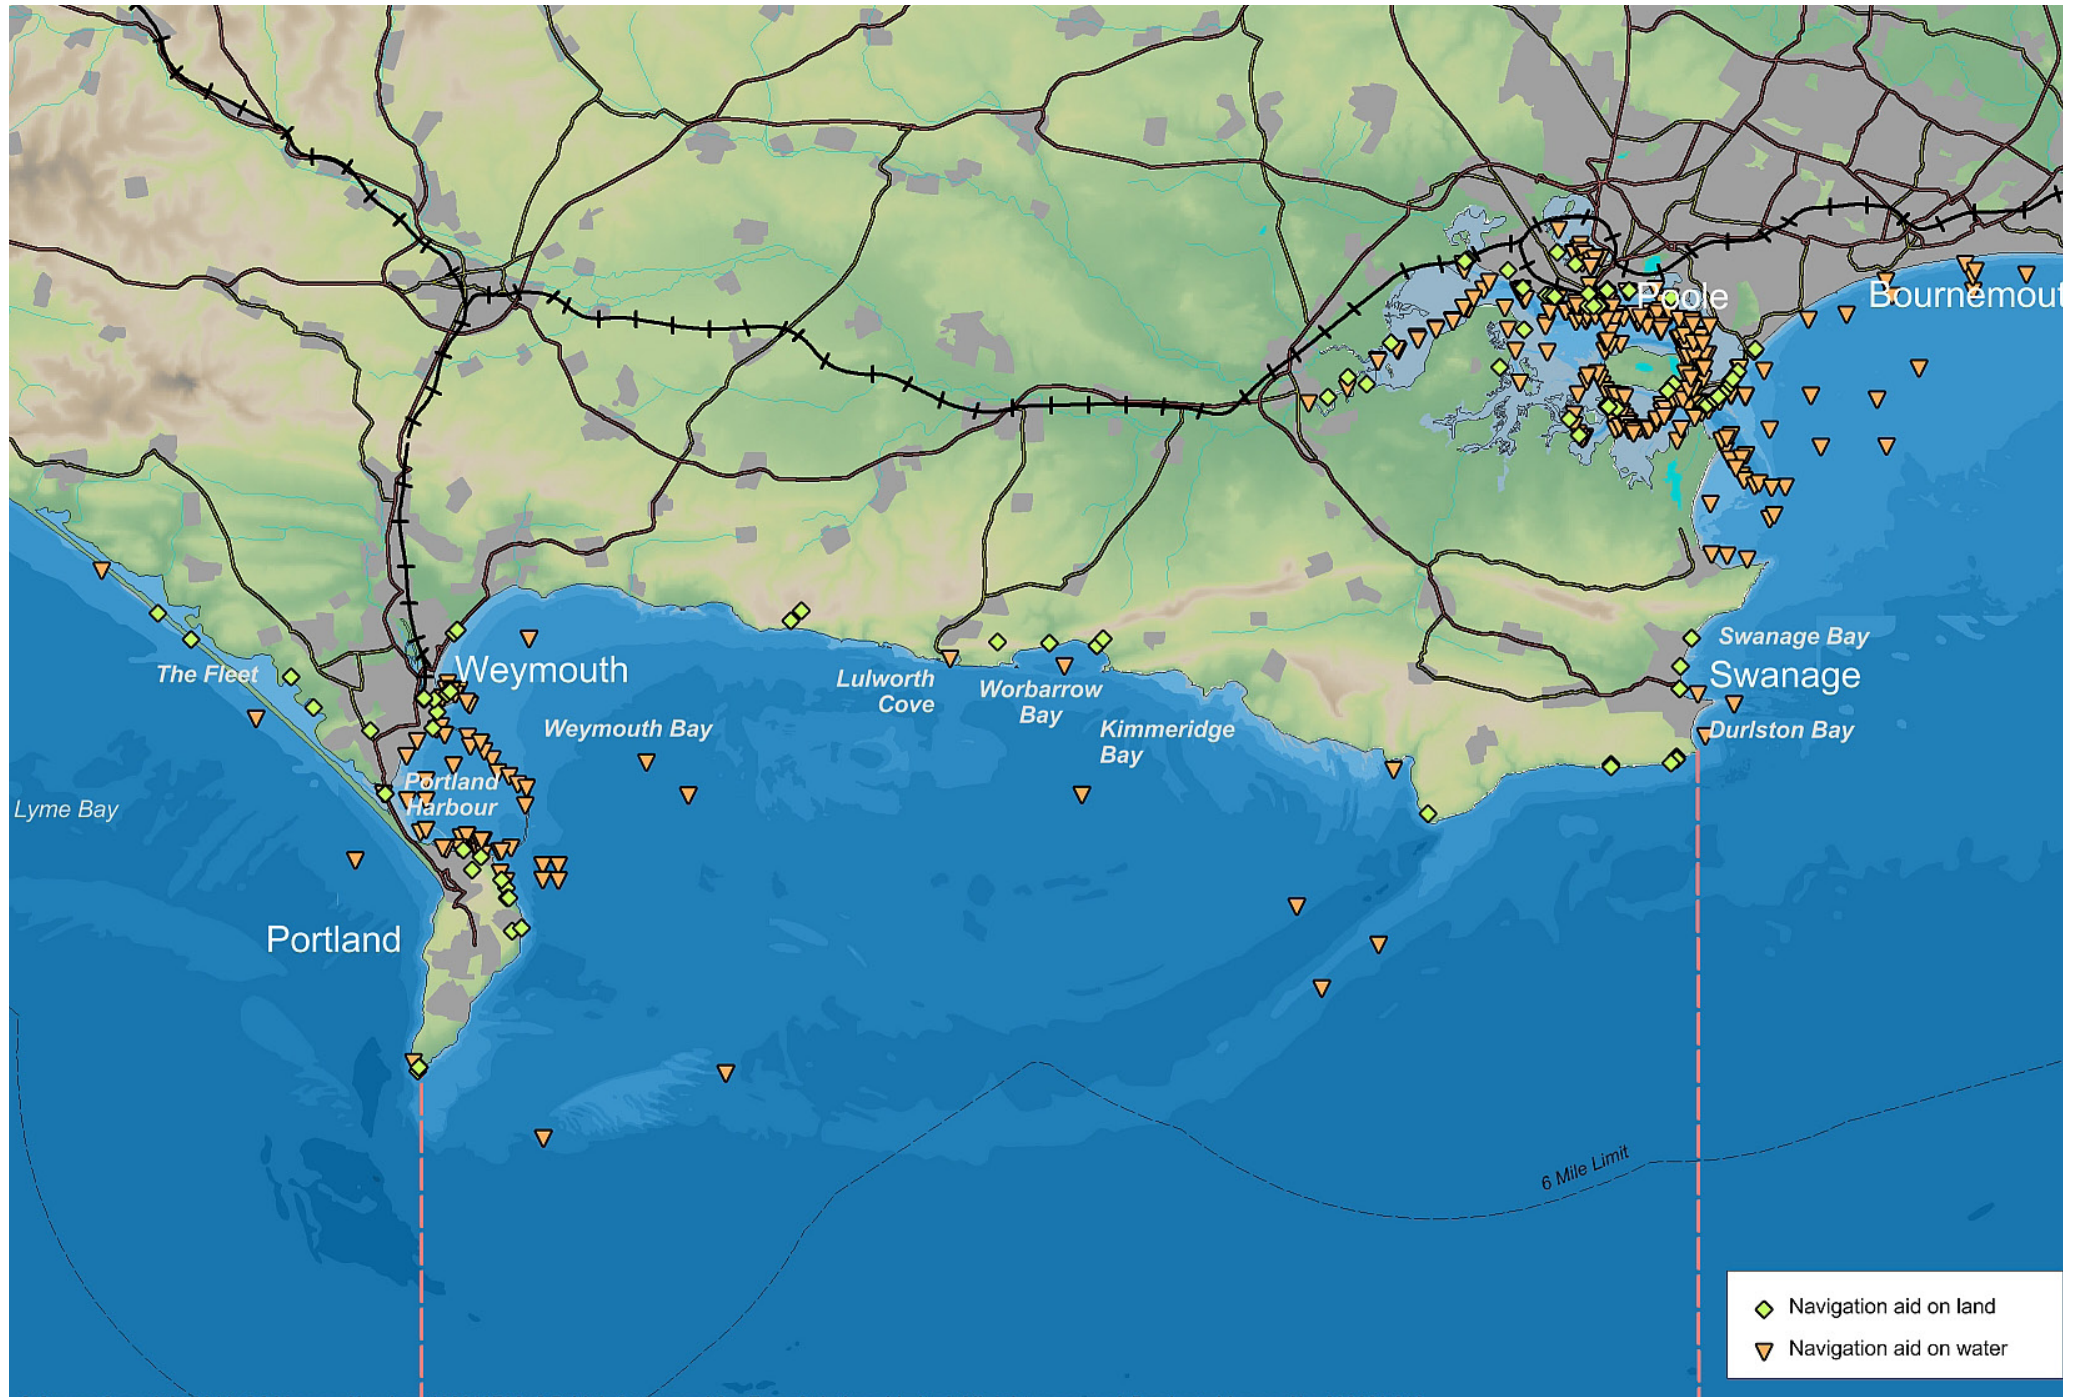 Poole
Bournemout
Swanage Bay
Swanage
Durlston Bay
The Fleet
Weymouth
Weymouth Bay
Lulworth
Cove
Worbarrow
Bay
Kimmeridge
Bay
Portland
Harbour
Lyme Bay
Portland
6 Mile Limit
Navigation aid on land
Navigation aid on water